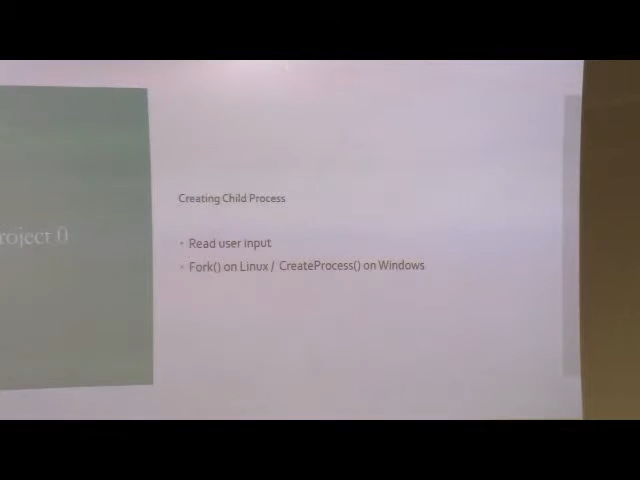 roject 0
Creating Child Process
• Read user input
• Fork() on Linux / CreateProcess() on Windows